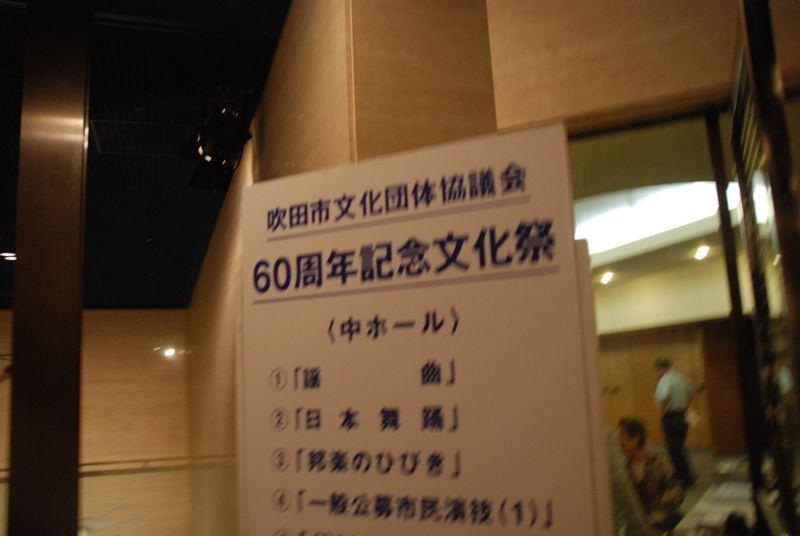 吹田市文化団体協議会
60周年記念文化祭
〈中ホール〉
①「謡 曲」
②「日本舞踊」
③「邦楽のひびき」
④「一般公募市民演技(1)」